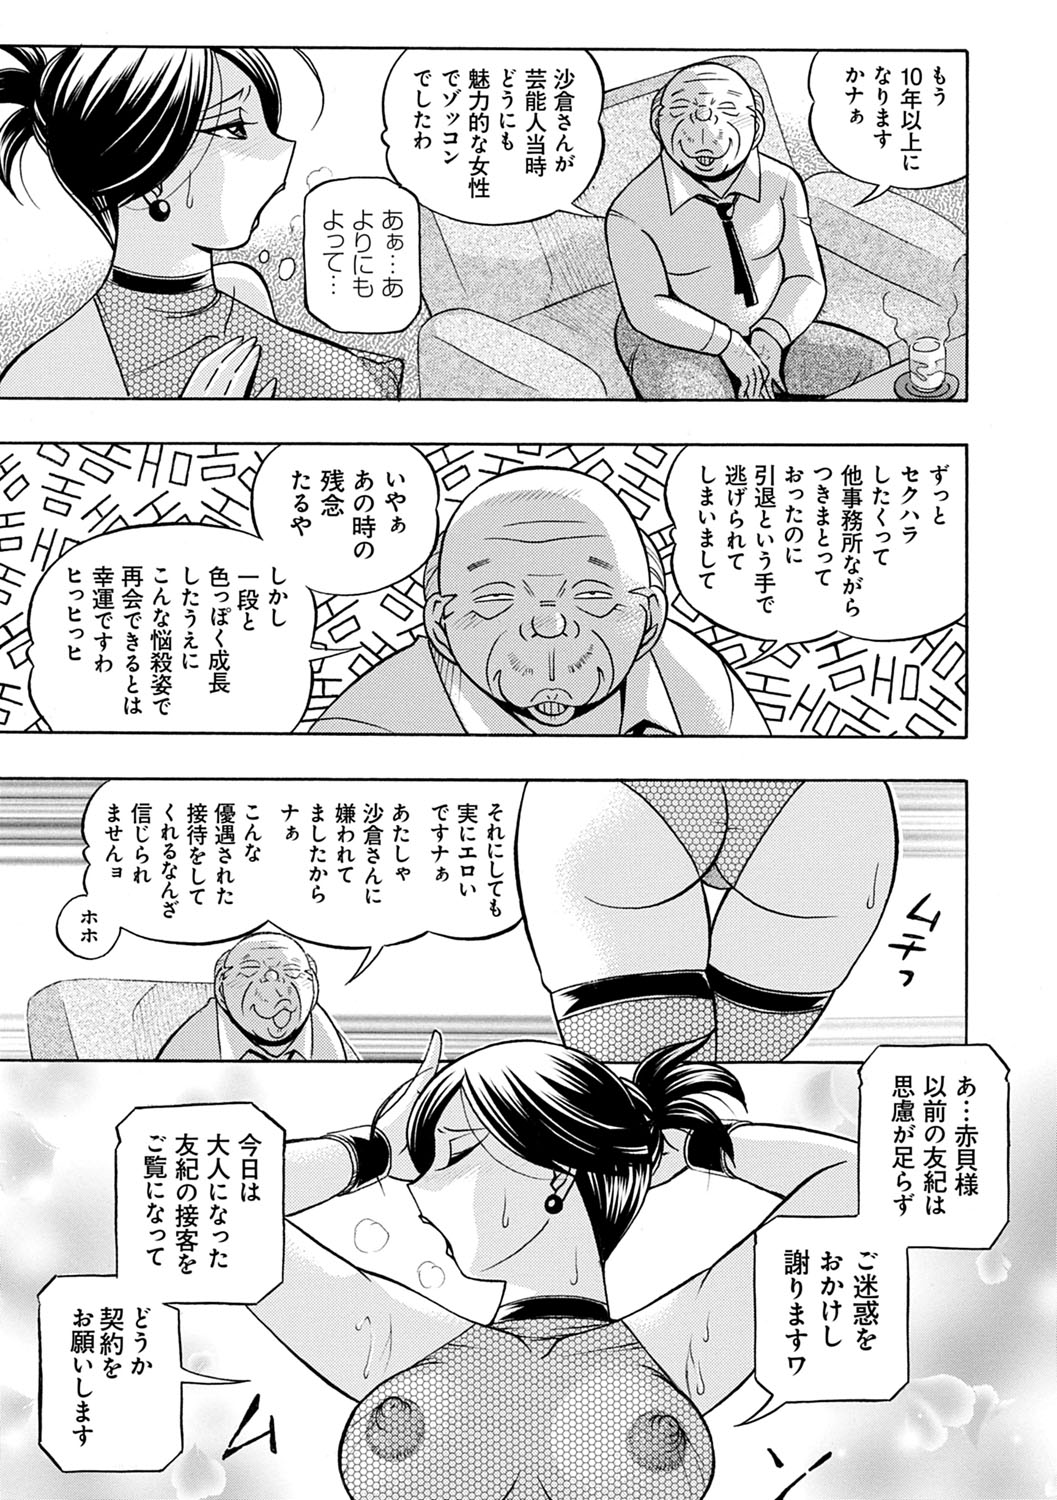 もう
10年以上に
なります
かナぁ
沙倉さんが
芸能人当時
どうにも
魅力的な女性
でゾッコン
でしたわ
あぁ…あ
よりにも
よって…
ずっと
セクハラ
したくって
他事務所ながら
つきまとって
おったのに
引退という手で
逃げられて
しまいまして
いやぁ
あの時の
残念
たるや
しかし
一段と
色っぽく成長
したうえに
こんな悩殺姿で
再会できるとは
幸運ですわ
ヒっヒっヒ
それにしても
実にエロい
ですナぁ
あたしゃ
沙倉さんに
嫌われて
ましたから
ナぁ
こんな
優遇された
接待をして
くれるなんざ
信じられ
ませんョ
ホホ
ムチっ
あ…赤貝様
以前の友紀は
思慮が足らず
ご迷惑を
おかけし
謝りますワ
今日は
大人になった
友紀の接客を
ご覧になって
どうか
契約を
お願いします
ムン